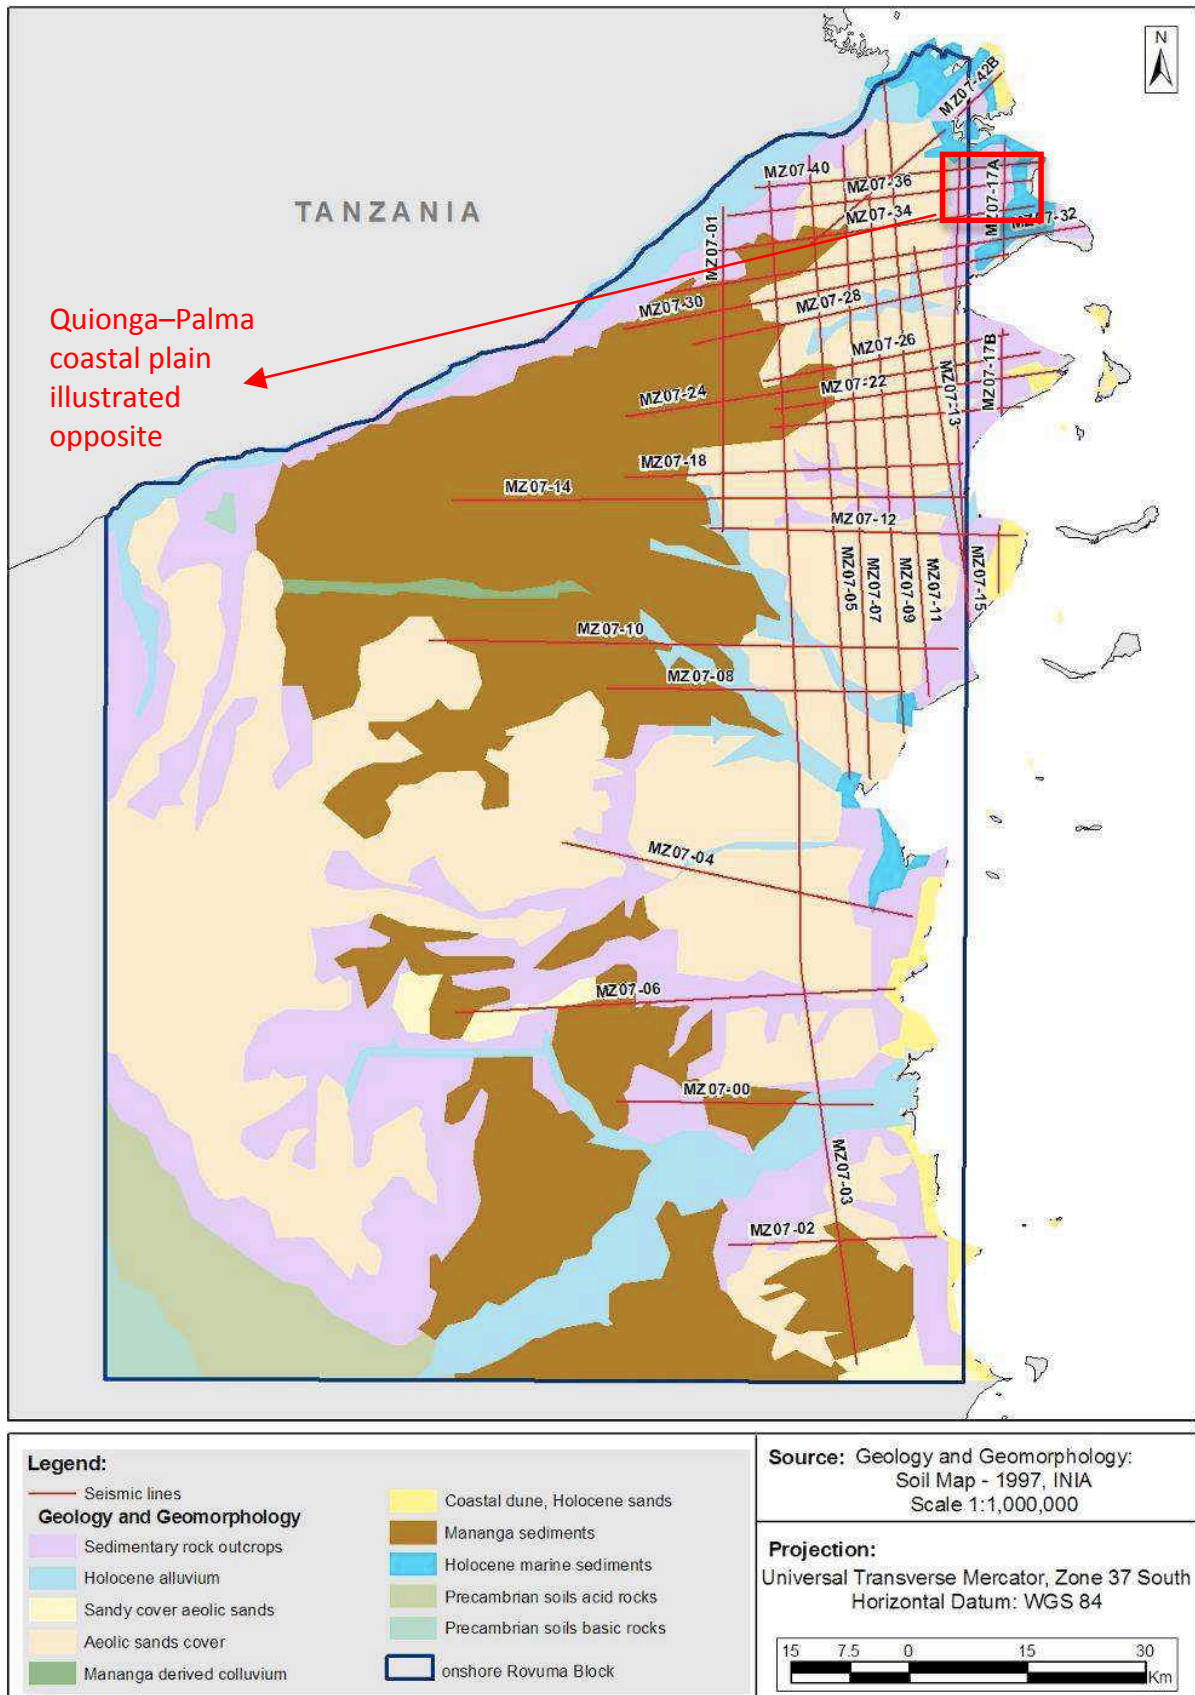 N
MZ07-42B
TANZANIA
MZ07-40
MZ07-36
MZ07-17A
MZ07-34
MZ07-32
MZ07-01
Quionga–Palma
coastal plain
illustrated
opposite
MZ07-30
MZ07-28
MZ07-26
MZ07-17B
MZ07-22
MZ07-13
MZ07-24
MZ07-18
MZ07-14
MZ07-12
MZ07-05
MZ07-07
MZ07-09
MZ07-11
MZ07-15
MZ07-10
MZ07-08
MZ07-04
MZ07-06
MZ07-00
MZ07-03
MZ07-02
Legend:
Seismic lines
Geology and Geomorphology
Sedimentary rock outcrops
Holocene alluvium
Sandy cover aeolic sands
Aeolic sands cover
Mananga derived colluvium
Coastal dune, Holocene sands
Mananga sediments
Holocene marine sediments
Precambrian soils acid rocks
Precambrian soils basic rocks
onshore Rovuma Block
Source: Geology and Geomorphology:
Soil Map - 1997, INIA
Scale 1:1,000,000
Projection:
Universal Transverse Mercator, Zone 37 South
Horizontal Datum: WGS 84
15 7.5 0 15 30
Km